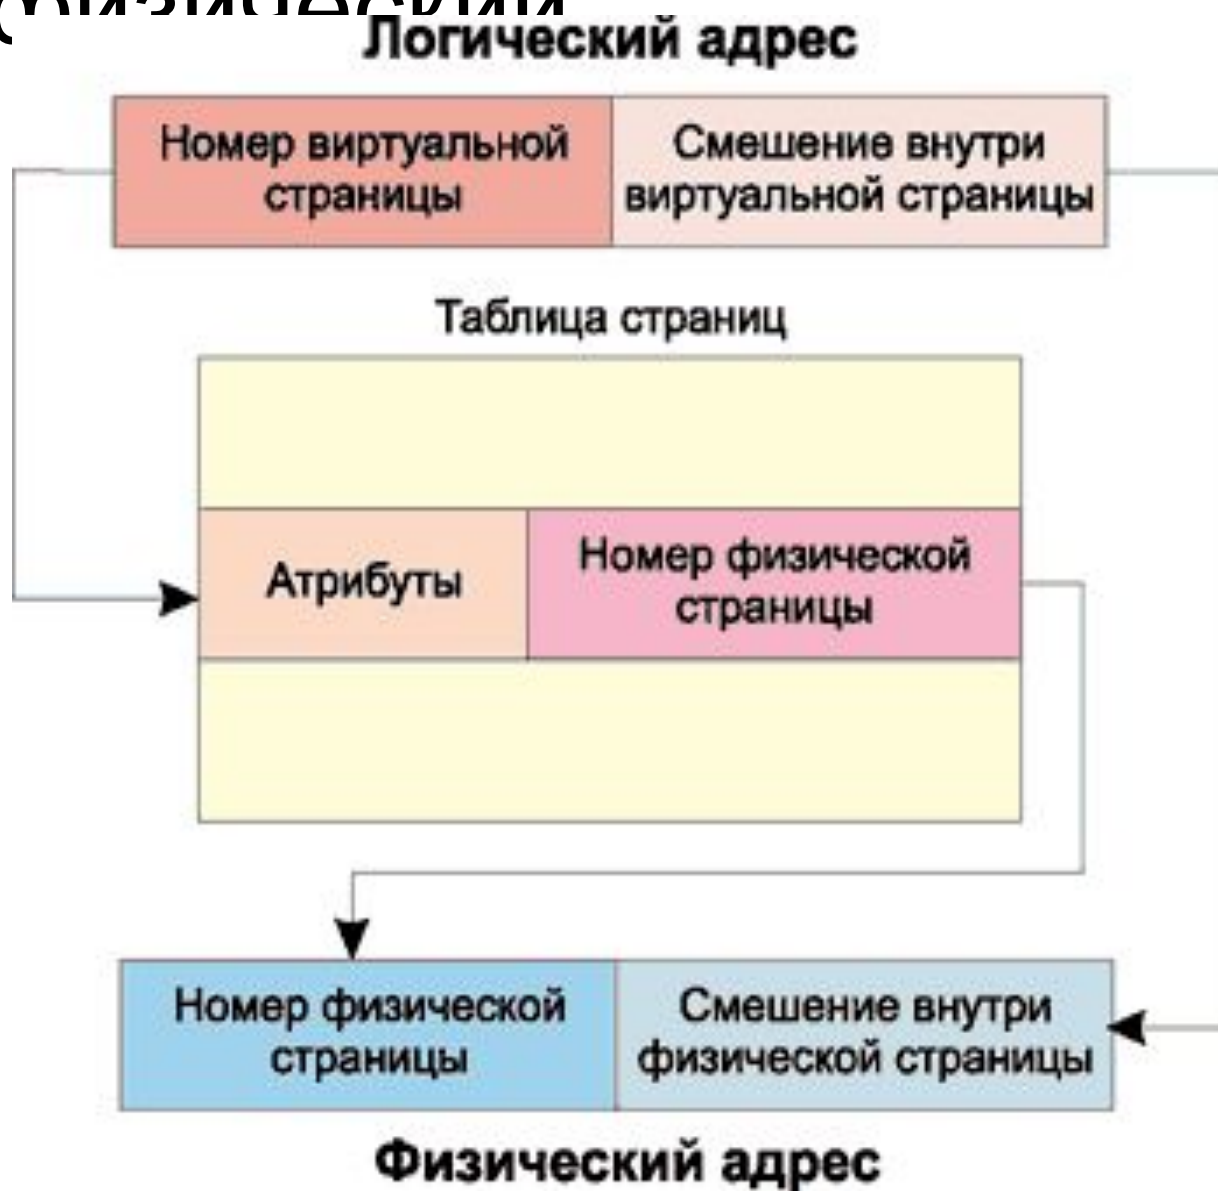 физический
Логический адрес
Номер виртуальной
страницы
Смешение внутри
виртуальной страницы
Таблица страниц
Атрибуты
Номер физической
страницы
Номер физической
страницы
Смешение внутри
физической страницы
Физический адрес